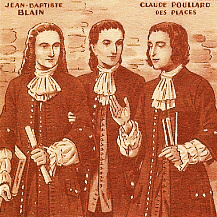 JEAN-BAPTISTE
BLAIN
CLAUDE POULLARD
DES PLACES